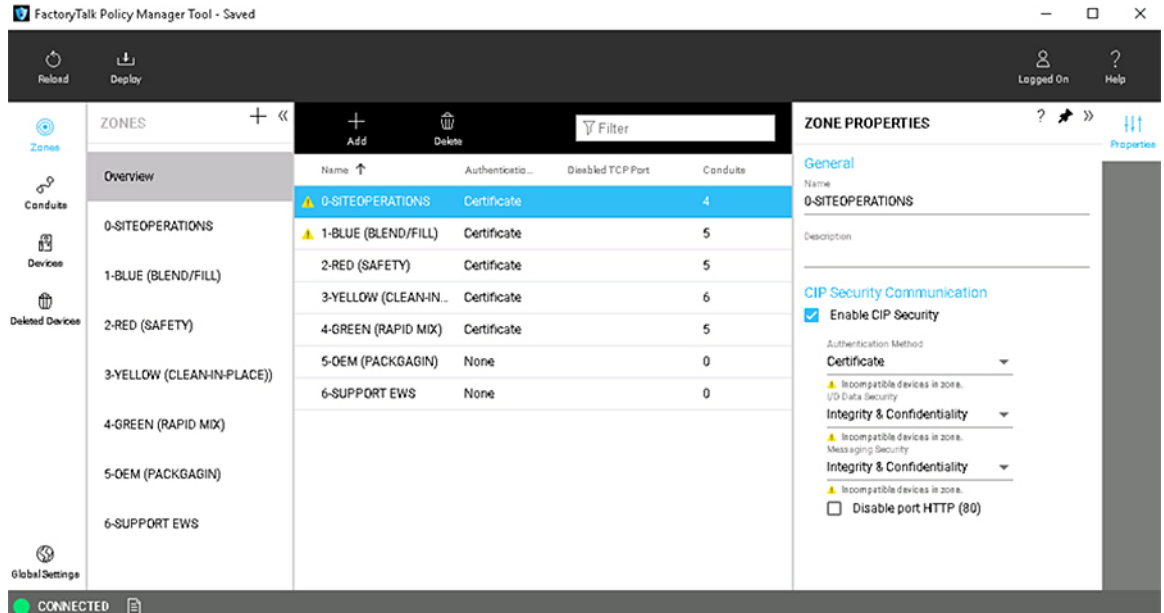 FactoryTalk Policy Manager Tool - Saved
Reload
Deploy
Logged On
Help
Zones
Conduits
Devices
Deleted Devices
Global Settings
ZONES
Overview
0-SITEOPERATIONS
1-BLUE (BLEND/FILL)
2-RED (SAFETY)
3-YELLOW (CLEAN-IN-PLACE))
4-GREEN (RAPID MIX)
5-OEM (PACKGAGIN)
6-SUPPORT EWS
Add
Delete
Filter
Name Authenticatio... Disabled TCP Port Conduits
0-SITEOPERATIONS Certificate 4
1-BLUE (BLEND/FILL) Certificate 5
2-RED (SAFETY) Certificate 5
3-YELLOW (CLEAN-IN... Certificate 6
4-GREEN (RAPID MIX) Certificate 5
5-OEM (PACKGAGIN) None 0
6-SUPPORT EWS None 0
ZONE PROPERTIES
?
General
Name
0-SITEOPERATIONS
Description
CIP Security Communication
Enable CIP Security
Authentication Method
Certificate
Incompatible devices in zone.
I/O Data Security
Integrity & Confidentiality
Incompatible devices in zone.
Messaging Security
Integrity & Confidentiality
Incompatible devices in zone.
Disable port HTTP (80)
Properties
CONNECTED